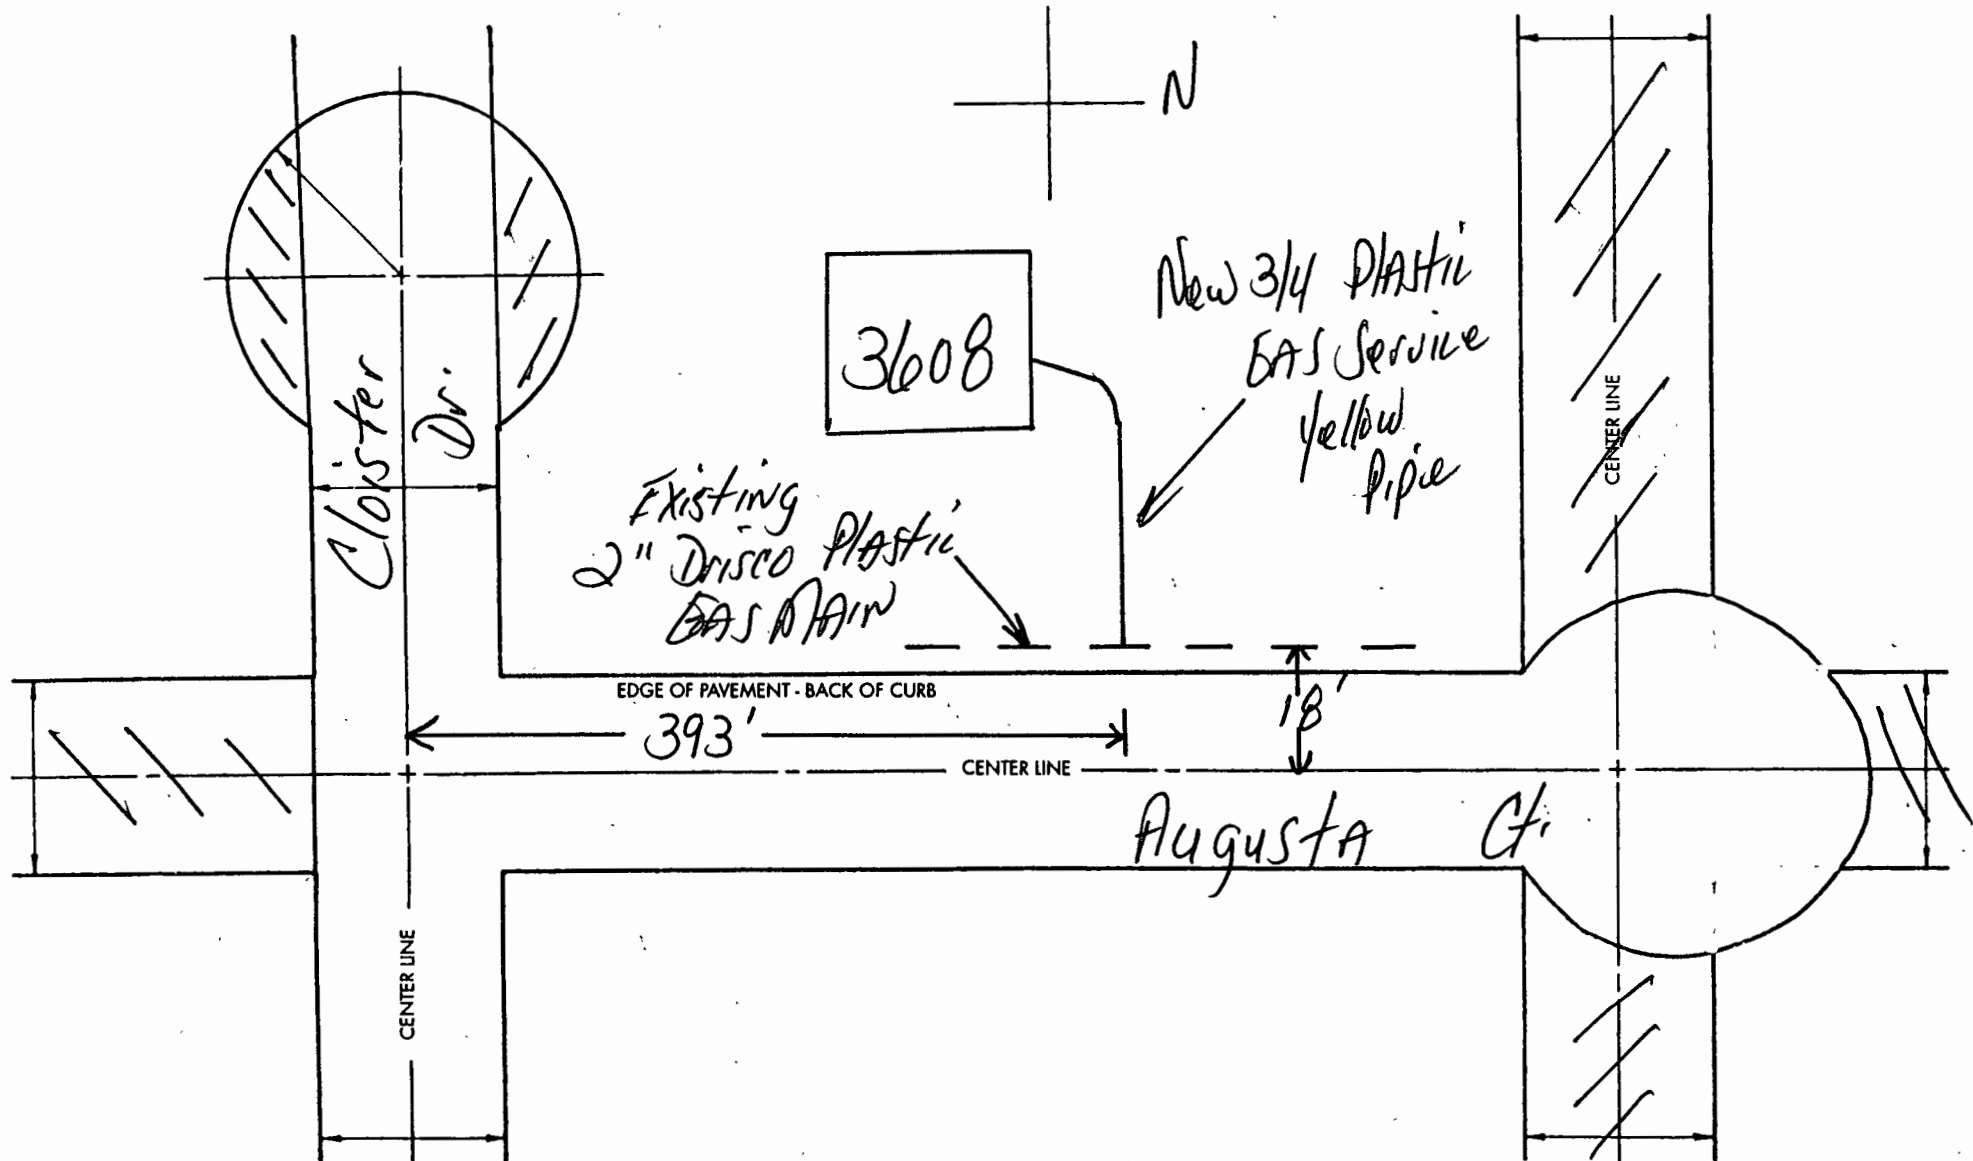 N
3608
New 3/4 Plastic
GAS Service
Yellow
Pipe
Cloister
Dr.
Existing
2" Drisco Plastic
GAS MAIN
CENTER LINE
EDGE OF PAVEMENT - BACK OF CURB
393'
18'
CENTER LINE
Augusta Ct.
CENTER LINE